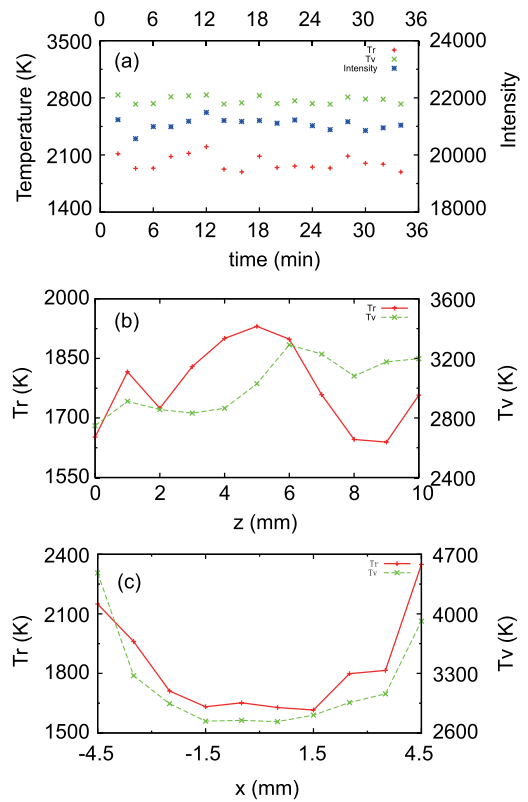 0 6 12 18 24 30 36
3500 (a) Tr 24000
Tv
Intensity
2800 22000
2100 20000
1400 18000
Temperature (K)
Intensity
0 6 12 18 24 30 36
time (min)
2000 (b) Tr 3600
Tv
1850 3200
1700 2800
1550 2400
Tr (K)
Tv (K)
0 2 4 6 8 10
z (mm)
2400 (c) Tr 4700
Tv
2100 4000
1800 3300
1500 2600
Tr (K)
Tv (K)
-4.5 -1.5 1.5 4.5
x (mm)